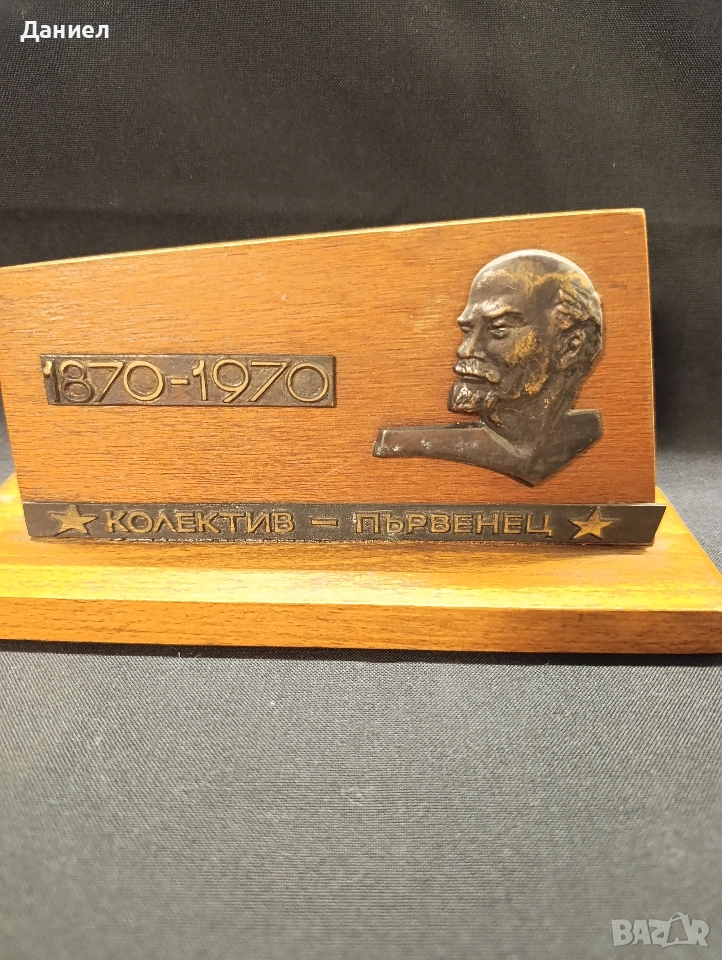 Даниел
1870-1970
★ КОЛЕКТИВ - ПЪРВЕНЕЦ ★
BAZAR